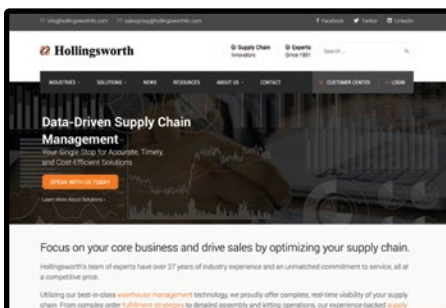 info@hollingsworthllc.com salesgroup@hollingsworthllc.com Facebook Twitter LinkedIn
Hollingsworth
Supply Chain Innovators
Experts Since 1991
Search ...
INDUSTRIES SOLUTIONS NEWS RESOURCES ABOUT US CONTACT CUSTOMER CENTER LOGIN
Data-Driven Supply Chain
Management
Your Single Stop for Accurate, Timely,
and Cost-Efficient Solutions
SPEAK WITH US TODAY
Learn More About Solutions ›
Focus on your core business and drive sales by optimizing your supply chain.
Hollingsworth's team of experts have over 27 years of industry experience and an unmatched commitment to service, all at
a competitive price.
Utilizing our best-in-class warehouse management technology, we proudly offer complete, real-time visibility of your supply
chain. From complex order fulfillment strategies to detailed assembly and kitting operations, our experience-backed supply